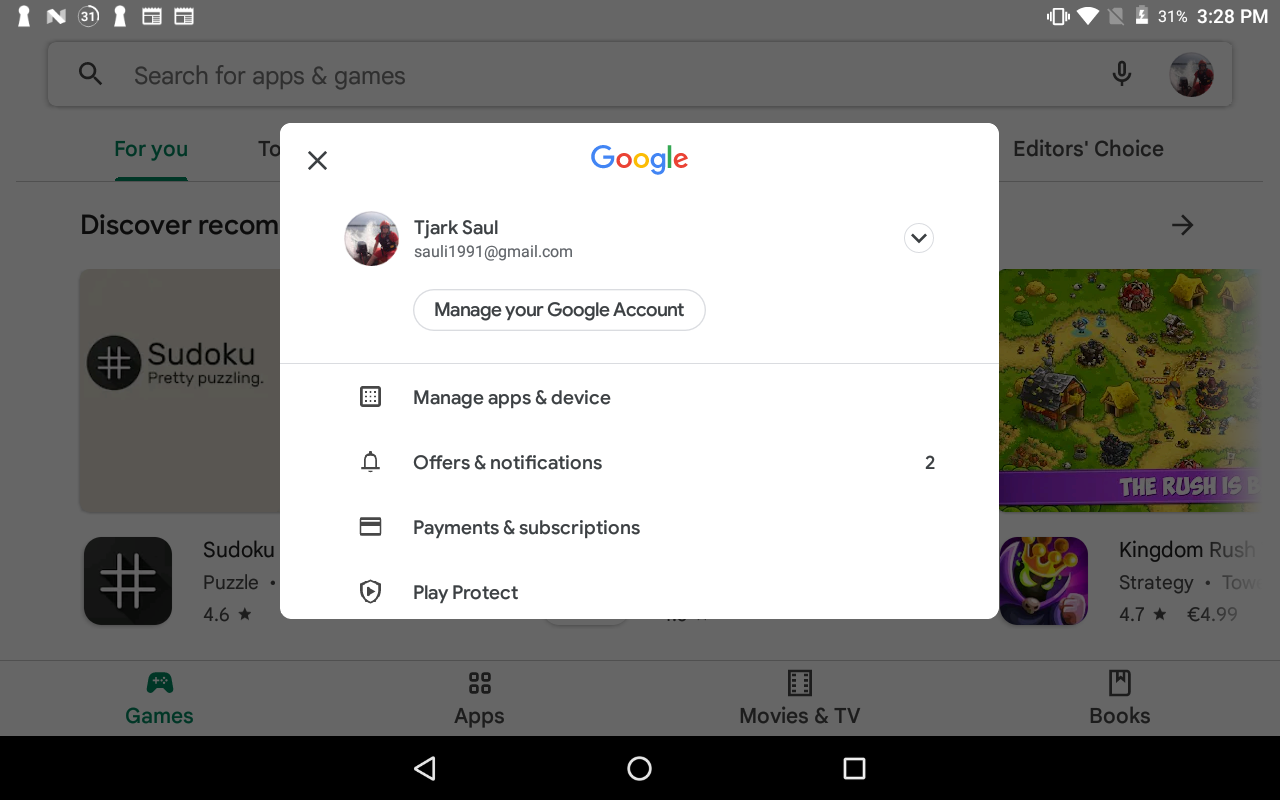 31 31% 3:28 PM
Search for apps & games
For you To Editors' Choice
Discover recom
Google
Tjark Saul
sauli1991@gmail.com
Manage your Google Account
Manage apps & device
Offers & notifications 2
Payments & subscriptions
Play Protect
Sudoku
Pretty puzzling.
THE RUSH IS B
Sudoku
Puzzle •
4.6 ★
Kingdom Rush
Strategy • Tow
4.7 ★ €4.99
Games Apps Movies & TV Books